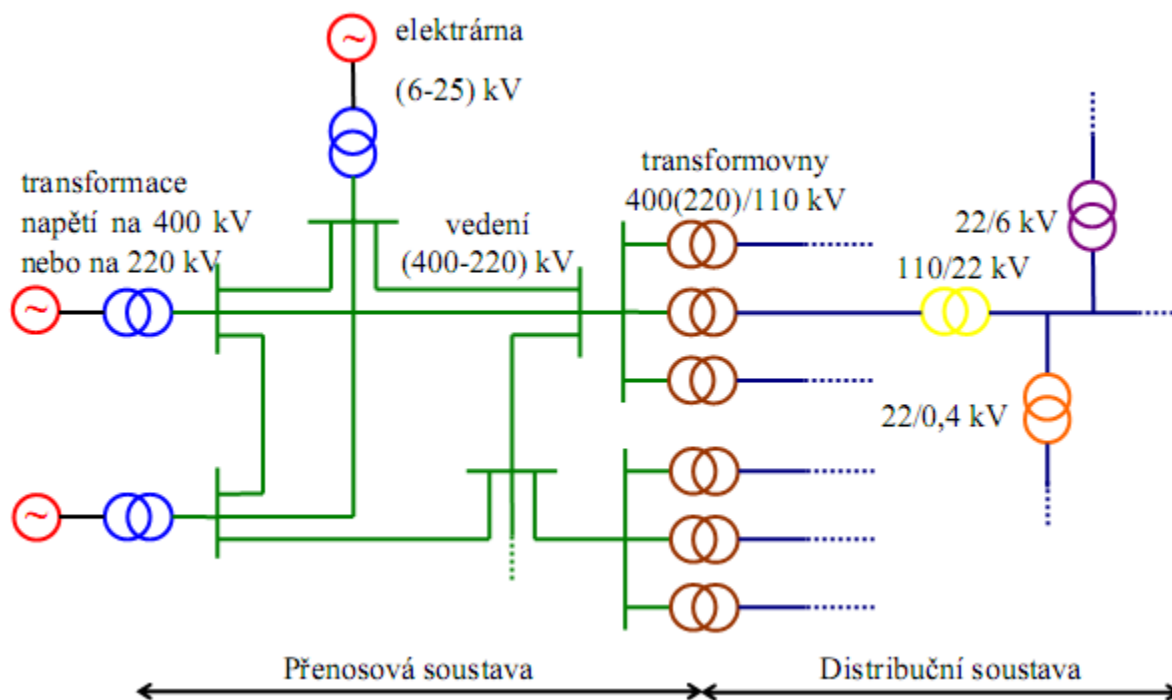 elektrárna
(6-25) kV
transformace
napětí na 400 kV
nebo na 220 kV
vedení
(400-220) kV
transformovny
400(220)/110 kV
22/6 kV
110/22 kV
22/0,4 kV
Přenosová soustava
Distribuční soustava